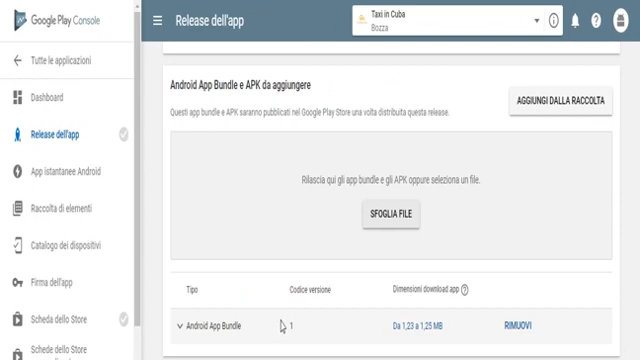 Google Play Console
Release dell'app
Taxi in Cuba
Bozza
Tutte le applicazioni
Dashboard
Release dell'app
App istantanee Android
Raccolta di elementi
Catalogo dei dispositivi
Firma dell'app
Scheda dello Store
Schede dello Store
Android App Bundle e APK da aggiungere
Questi app bundle e APK saranno pubblicati nel Google Play Store una volta distribuita questa release.
AGGIUNGI DALLA RACCOLTA
Rilascia qui gli app bundle e gli APK oppure seleziona un file.
SFOGLIA FILE
Tipo Codice versione Dimensioni download app
Android App Bundle 1 Da 1,23 a 1,25 MB RIMUOVI